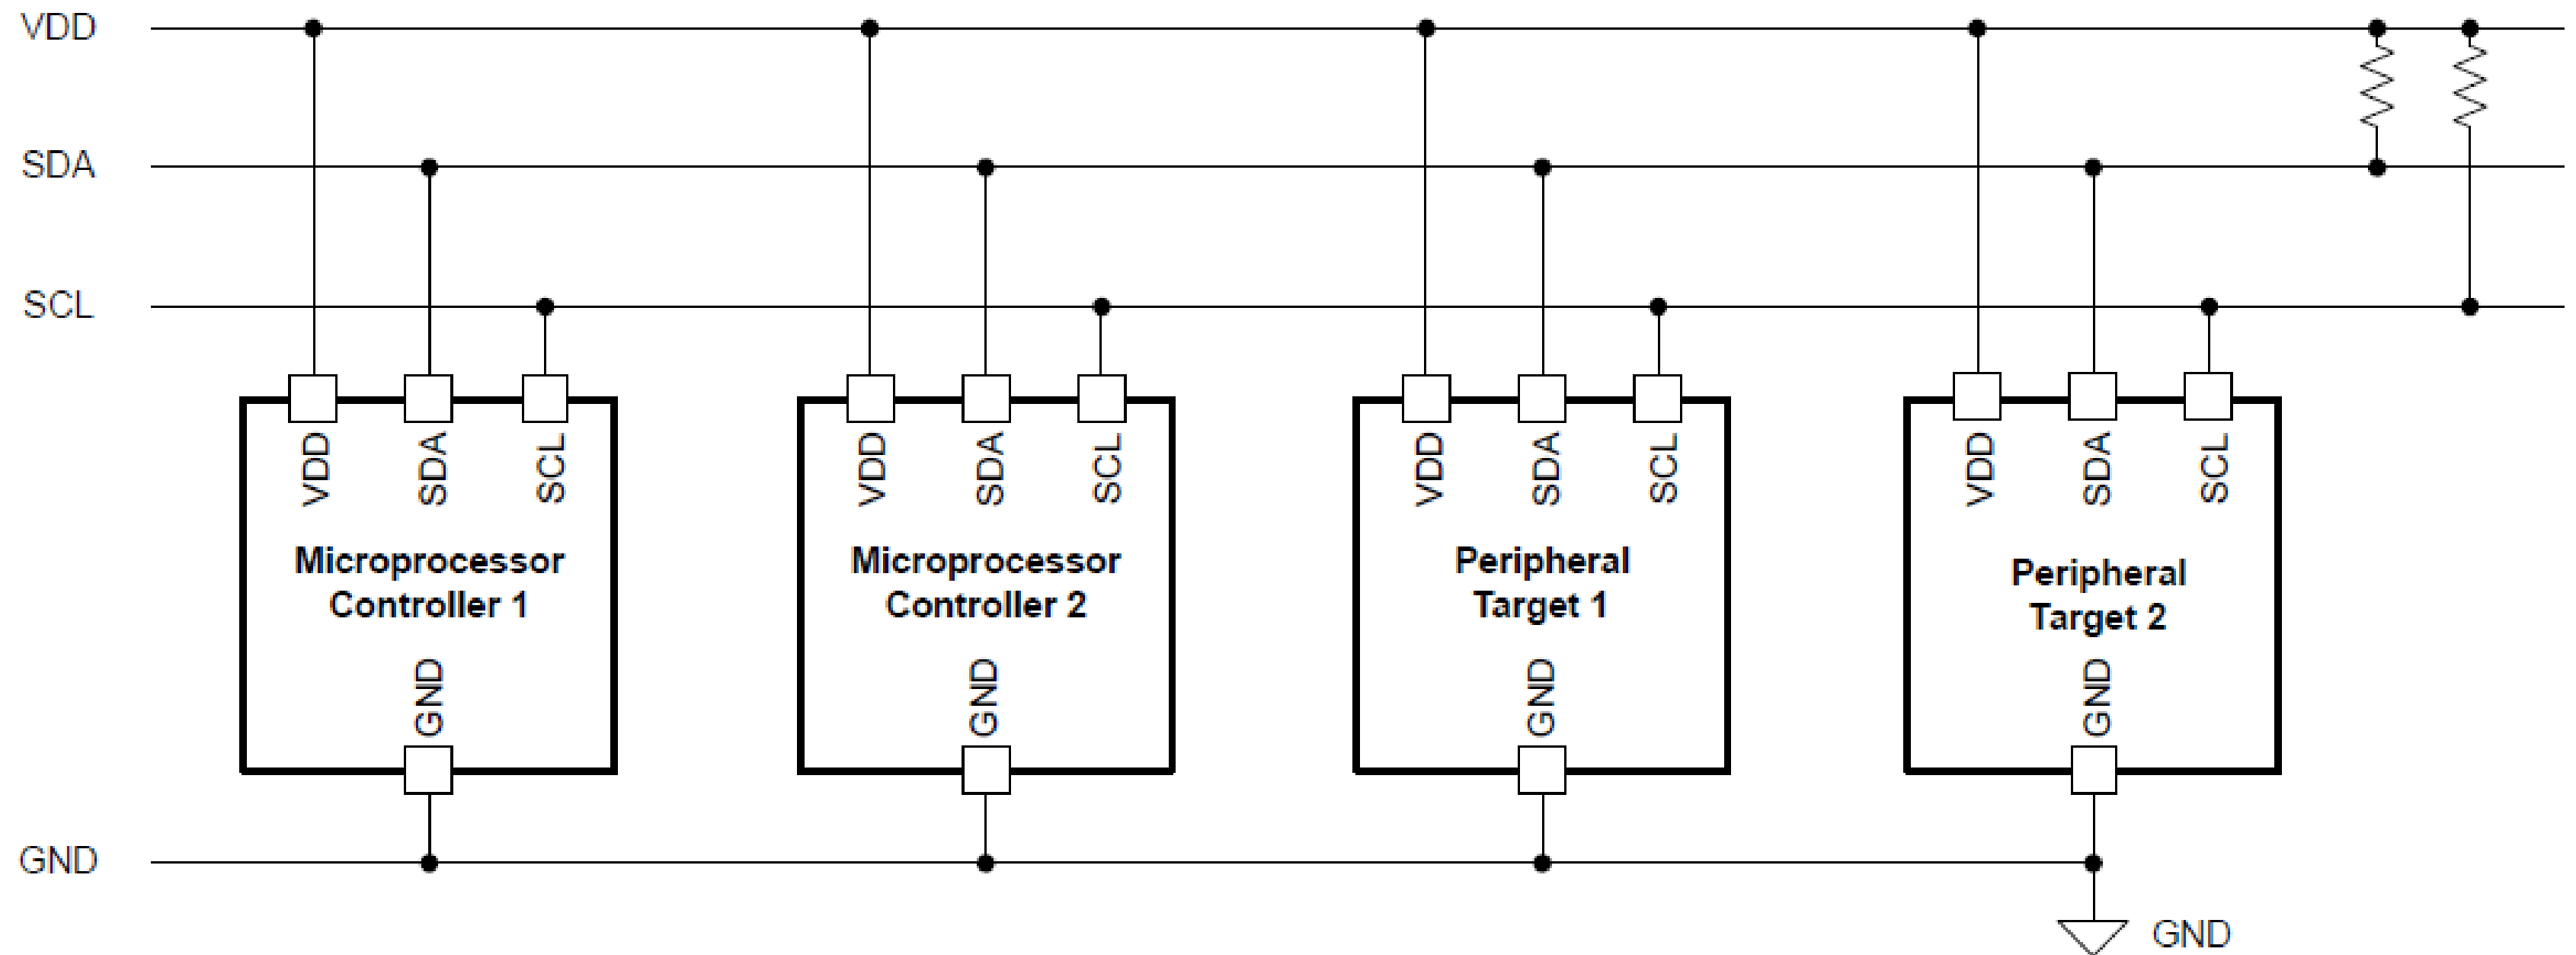 VDD
SDA
SCL
VDD
SDA
SCL
Microprocessor
Controller 1
GND
VDD
SDA
SCL
Microprocessor
Controller 2
GND
VDD
SDA
SCL
Peripheral
Target 1
GND
VDD
SDA
SCL
Peripheral
Target 2
GND
GND
GND